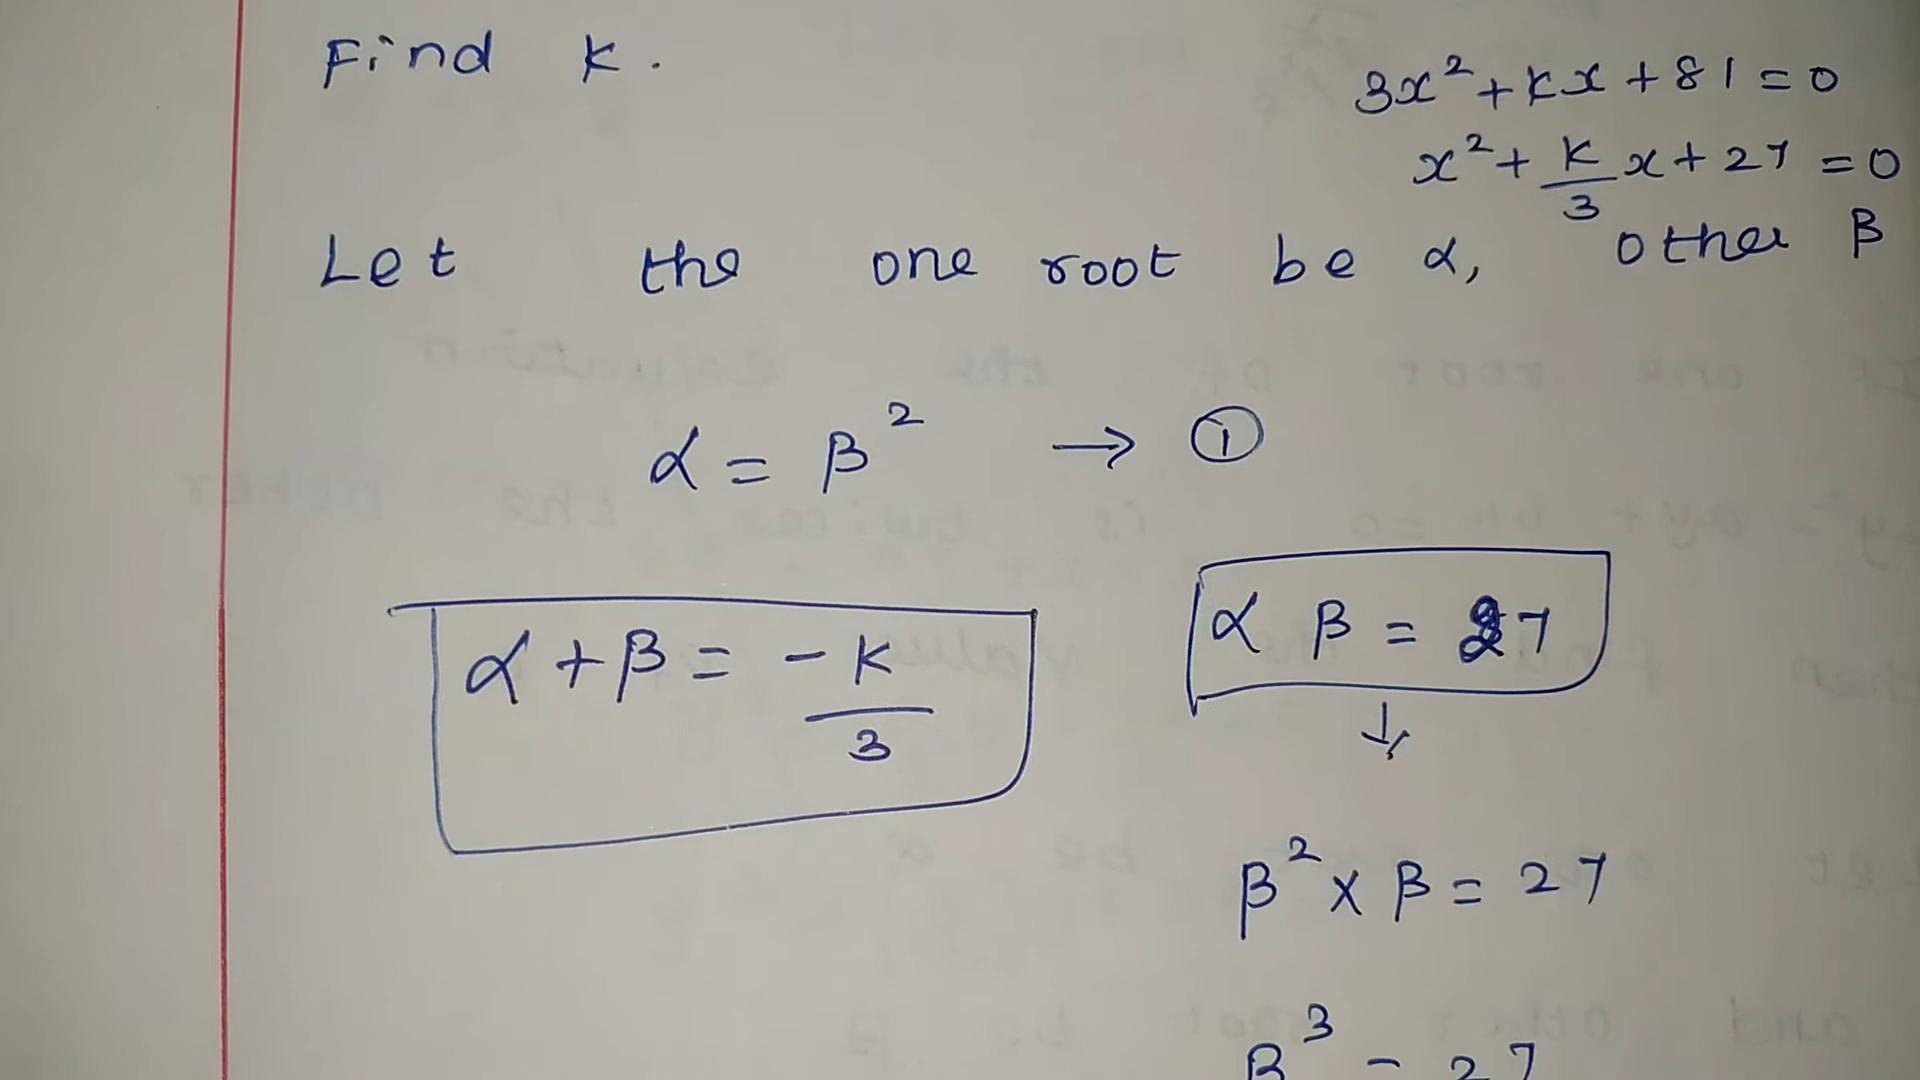 Find k.
3x² + kx + 81 = 0
x² + k/3 x + 27 = 0
Let the one root be α, other β
α = β² → ①
α + β = -k/3
α β = 27
↓
β² × β = 27
β³ = 27